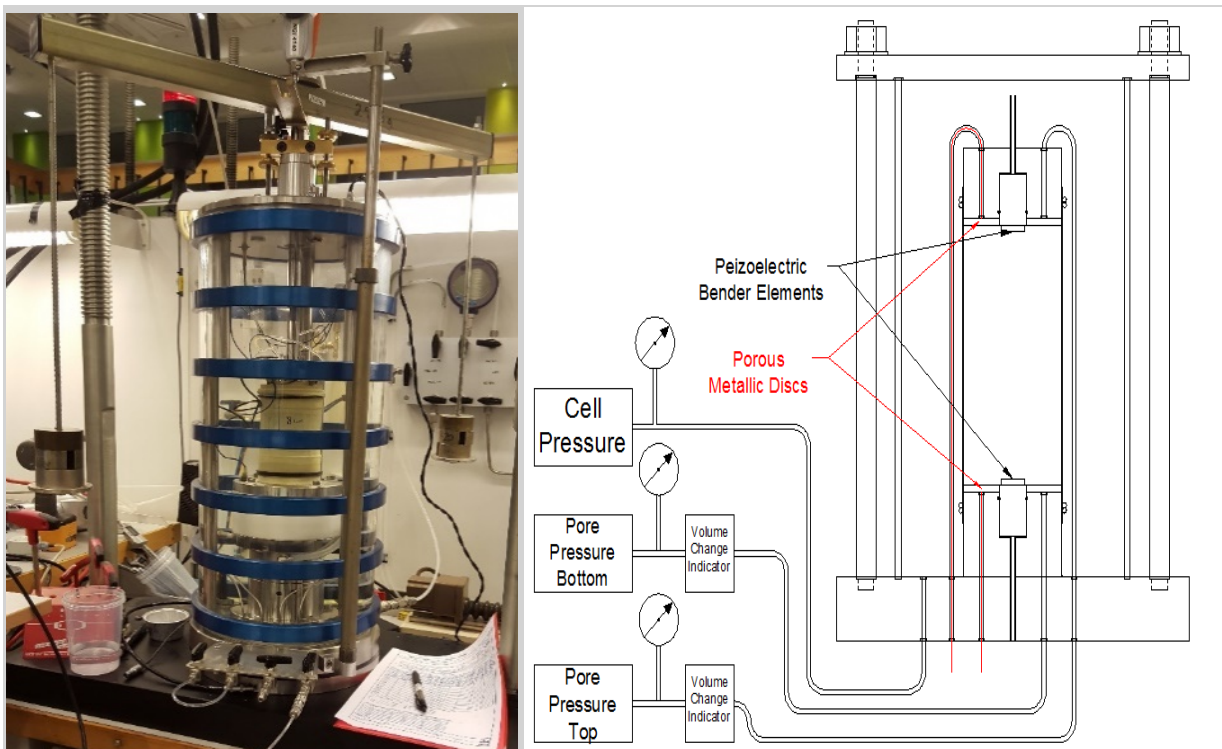 Peizoelectric
Bender Elements
Porous
Metallic Discs
Cell
Pressure
Pore
Pressure
Bottom
Volume
Change
Indicator
Pore
Pressure
Top
Volume
Change
Indicator